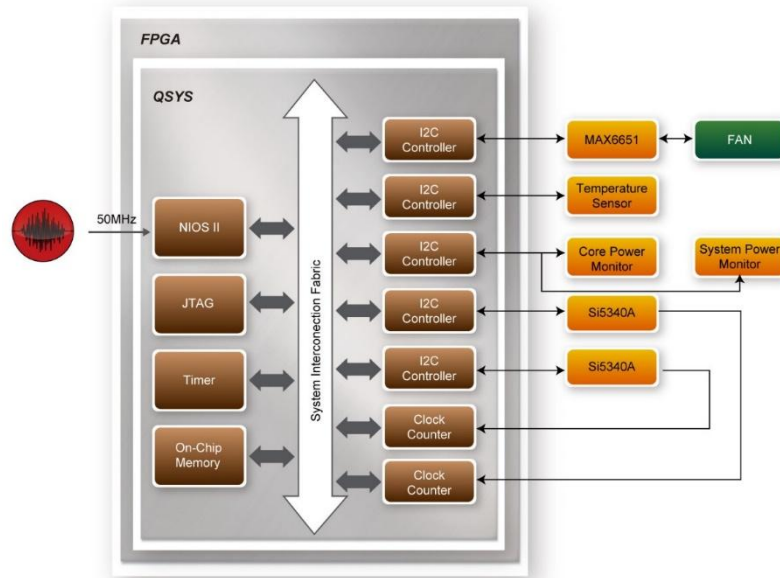 FPGA
QSYS
50MHz
NIOS II
JTAG
Timer
On-Chip
Memory
System Interconection Fabric
I2C
Controller
I2C
Controller
I2C
Controller
I2C
Controller
I2C
Controller
Clock
Counter
Clock
Counter
MAX6651
FAN
Temperature
Sensor
Core Power
Monitor
System Power
Monitor
Si5340A
Si5340A